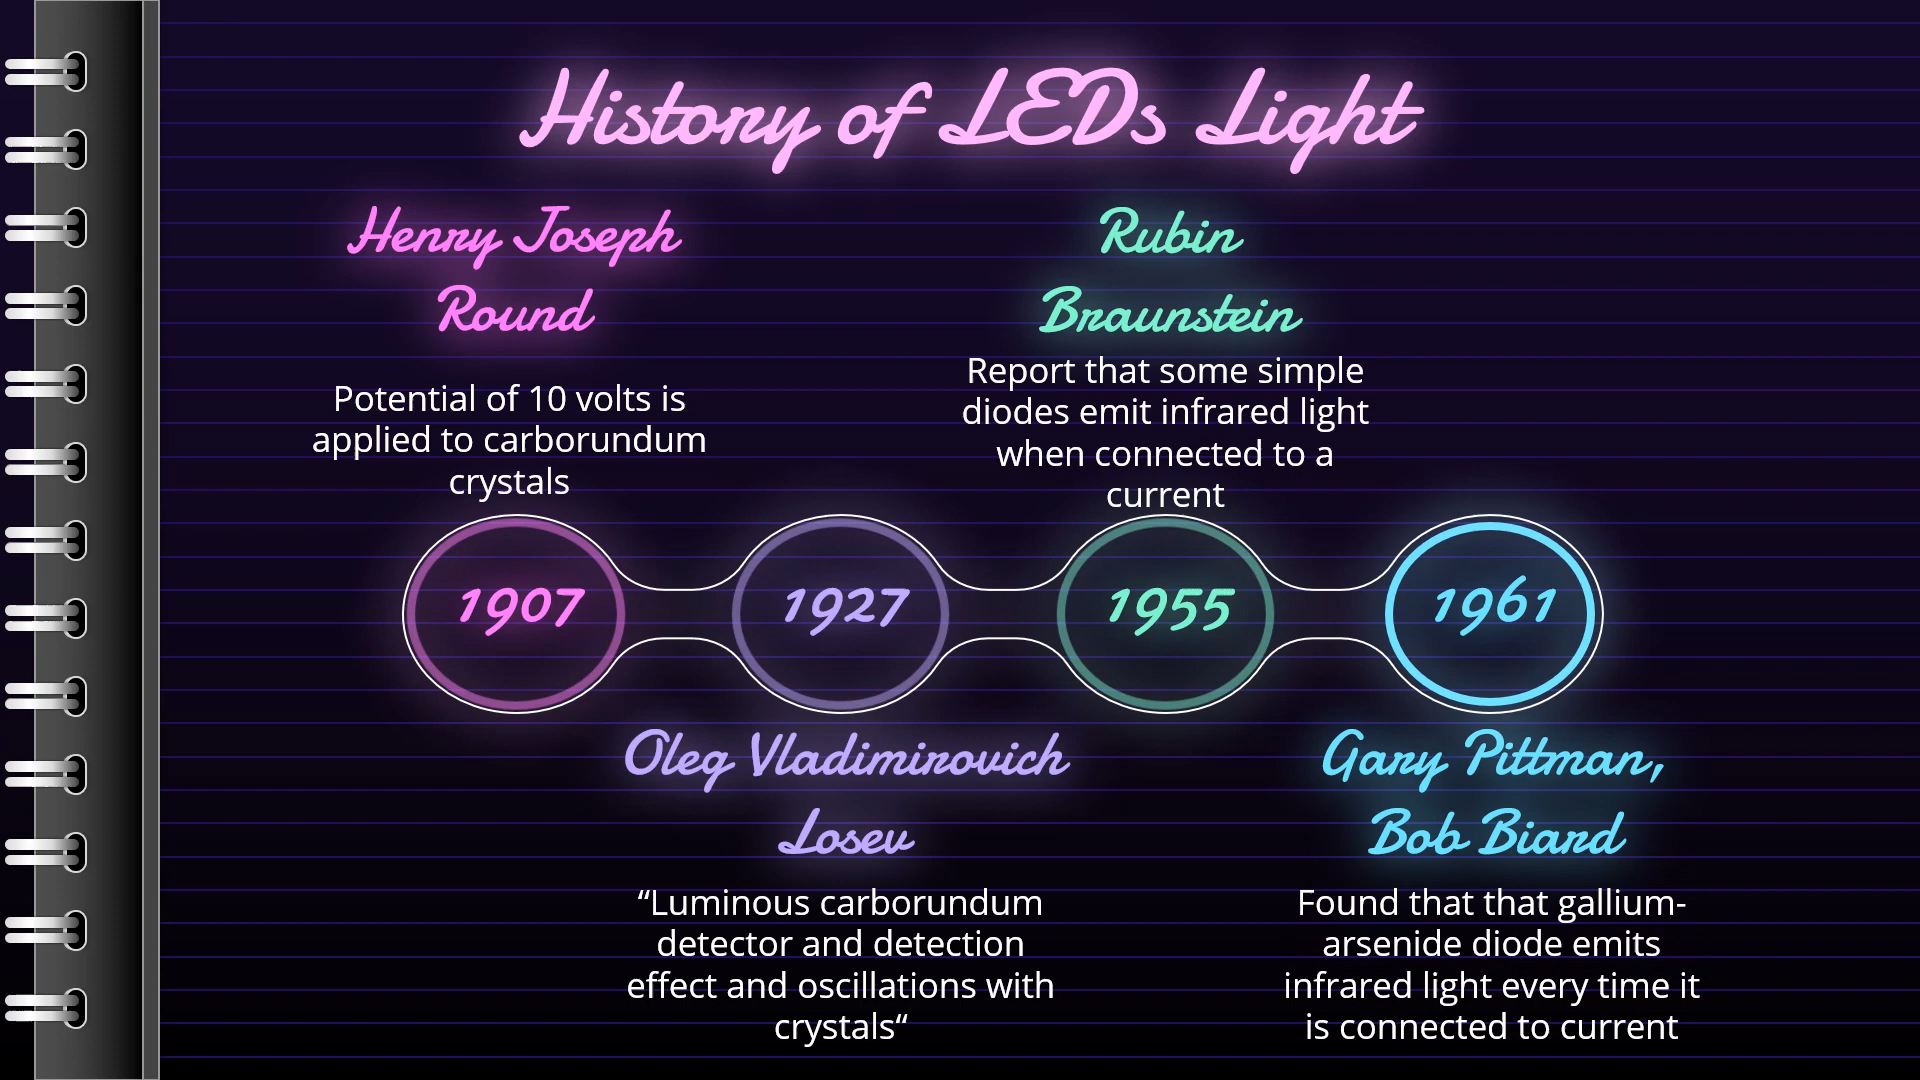 History of LEDs Light
Henry Joseph
Round
Potential of 10 volts is
applied to carborundum
crystals
Rubin
Braunstein
Report that some simple
diodes emit infrared light
when connected to a
current
1907
1927
1955
1961
Oleg Vladimirovich
Losev
“Luminous carborundum
detector and detection
effect and oscillations with
crystals“
Gary Pittman,
Bob Biard
Found that that gallium-
arsenide diode emits
infrared light every time it
is connected to current